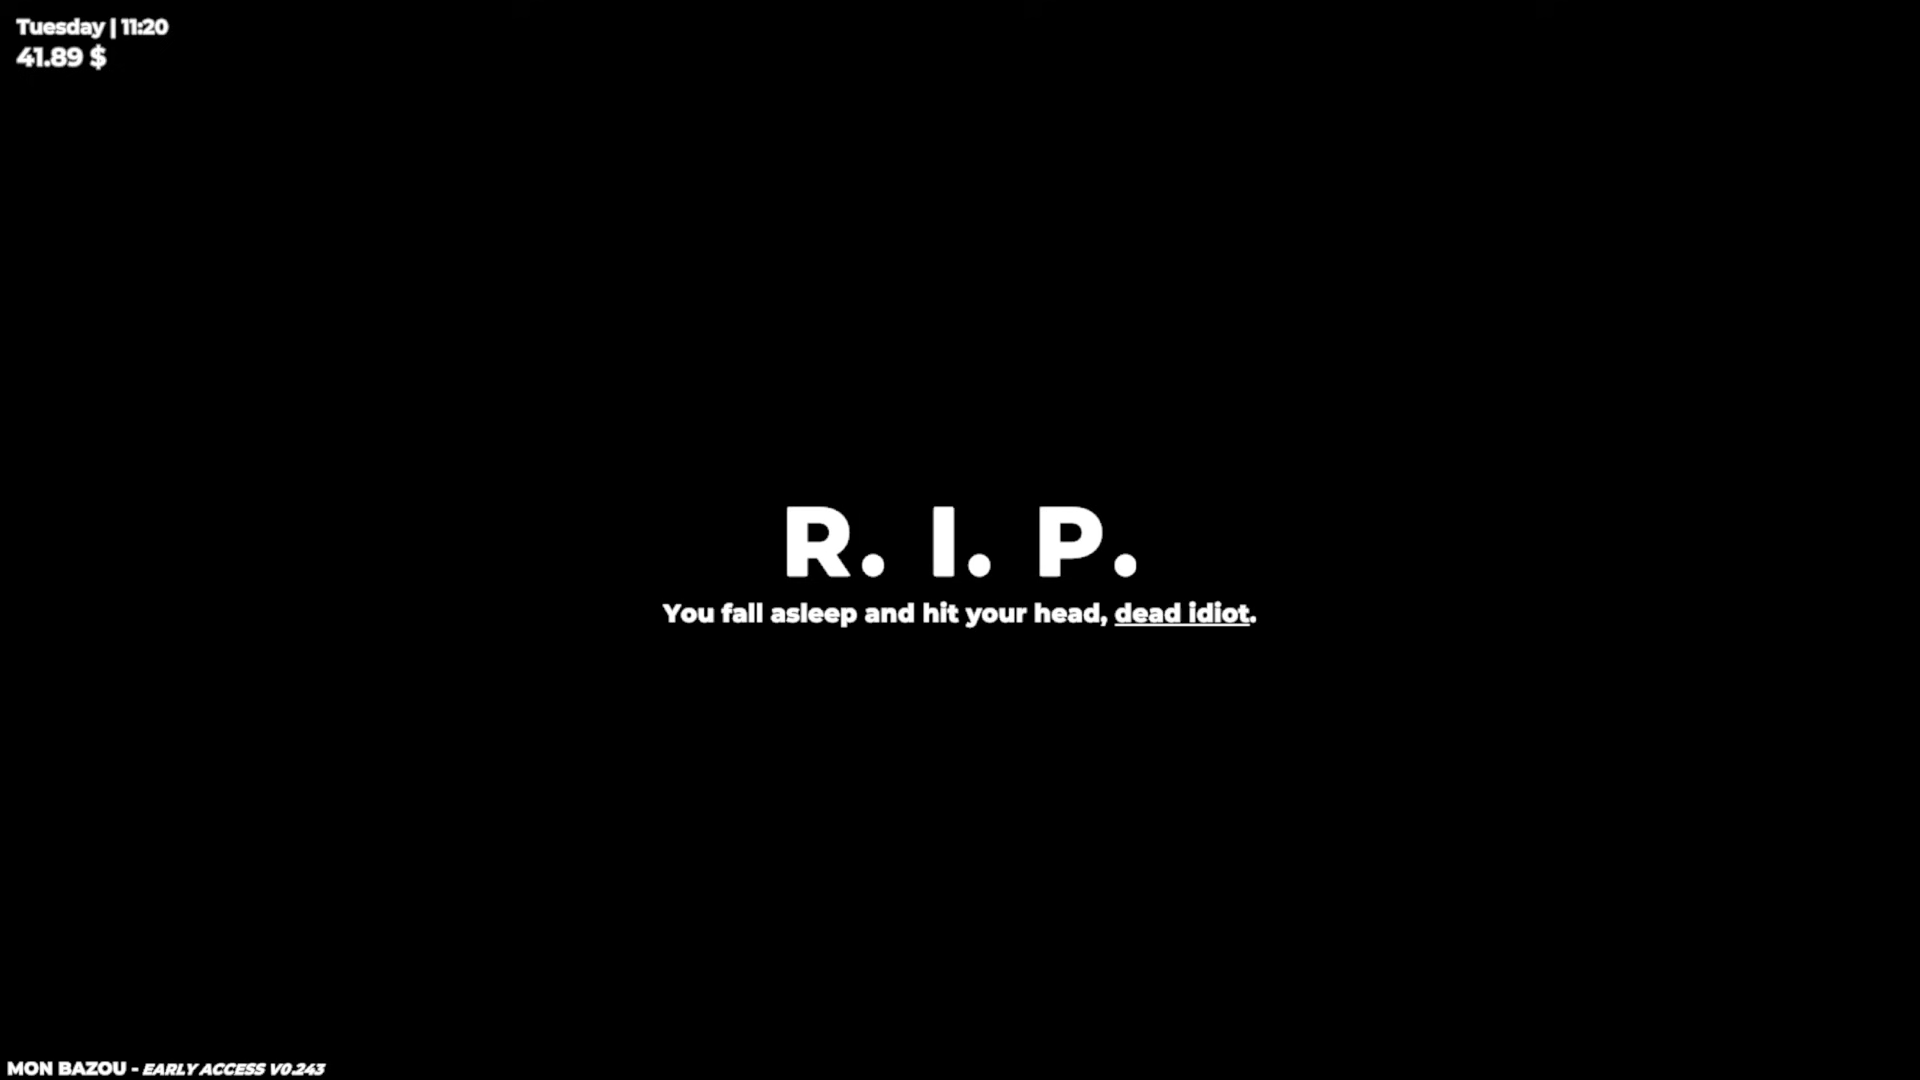 Tuesday | 11:20
41.89 $
R. I. P.
You fall asleep and hit your head, dead idiot.
MON BAZOU - EARLY ACCESS V0.243